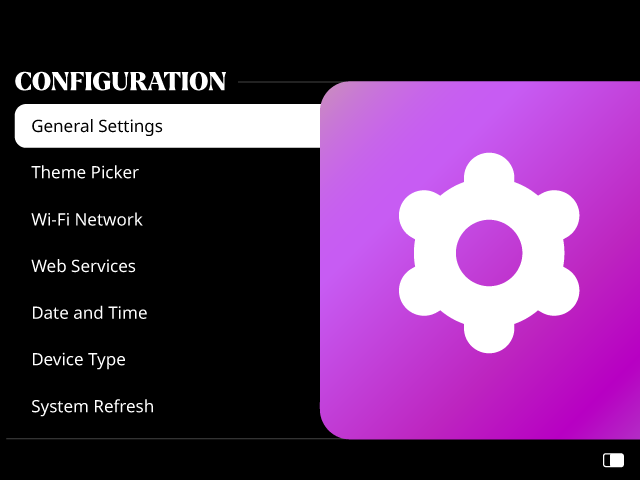 CONFIGURATION
General Settings
Theme Picker
Wi-Fi Network
Web Services
Date and Time
Device Type
System Refresh